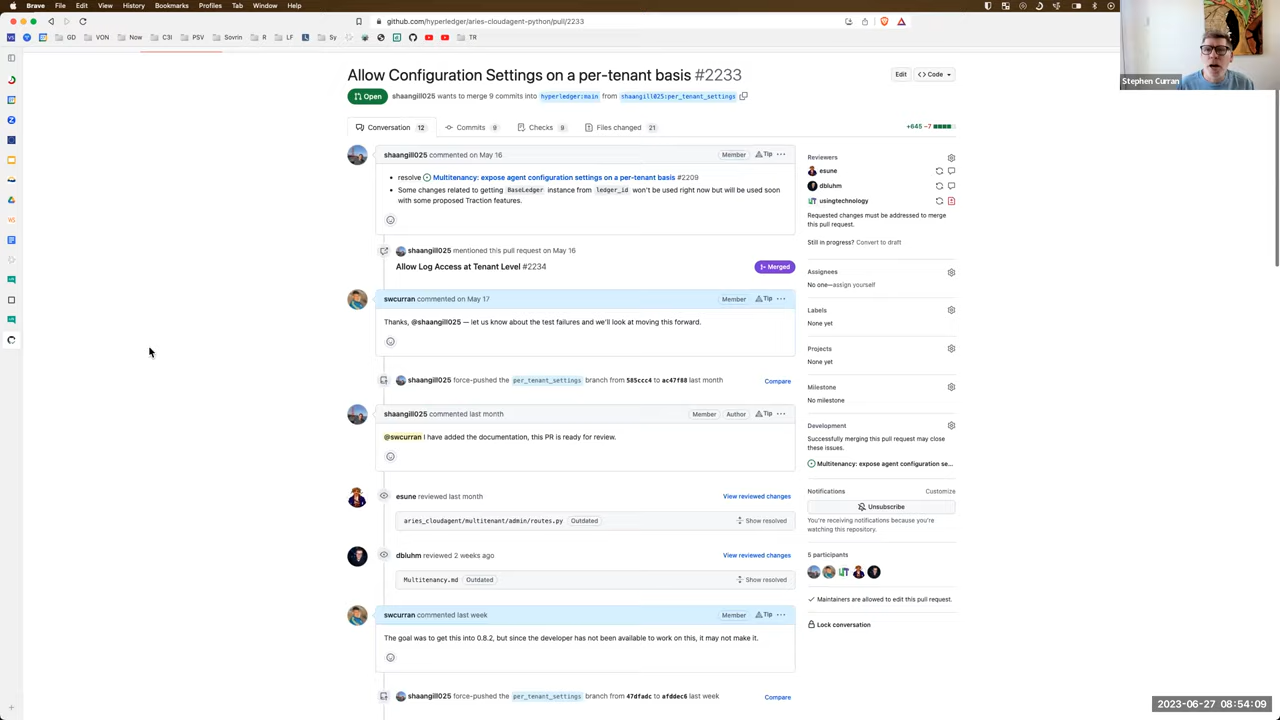 Brave File Edit View History Bookmarks Profiles Tab Window Help
github.com/hyperledger/aries-cloudagent-python/pull/2233
GD VON Now C3I PSV Sovrin R LF Sy TR
Stephen Curran
Allow Configuration Settings on a per-tenant basis #2233
Edit
<> Code
Open
shaangill025 wants to merge 9 commits into hyperledger:main from shaangill025:per_tenant_settings
Conversation 12
Commits 9
Checks 9
Files changed 21
+645 −7
shaangill025 commented on May 16
Member
Tip
resolve Multitenancy: expose agent configuration settings on a per-tenant basis #2209
Some changes related to getting BaseLedger instance from ledger_id won't be used right now but will be used soon
with some proposed Traction features.
shaangill025 mentioned this pull request on May 16
Allow Log Access at Tenant Level #2234
Merged
swcurran commented on May 17
Member
Tip
Thanks, @shaangill025 — let us know about the test failures and we'll look at moving this forward.
shaangill025 force-pushed the per_tenant_settings branch from 585ccc4 to ac47f88 last month
Compare
shaangill025 commented last month
Member
Author
Tip
@swcurran I have added the documentation, this PR is ready for review.
esune reviewed last month
View reviewed changes
aries_cloudagent/multitenant/admin/routes.py Outdated
Show resolved
dbluhm reviewed 2 weeks ago
View reviewed changes
Multitenancy.md Outdated
Show resolved
swcurran commented last week
Member
Tip
The goal was to get this into 0.8.2, but since the developer has not been available to work on this, it may not make it.
shaangill025 force-pushed the per_tenant_settings branch from 47dfadc to afddec6 last week
Compare
Reviewers
esune
dbluhm
usingtechnology
Requested changes must be addressed to merge
this pull request.
Still in progress? Convert to draft
Assignees
No one—assign yourself
Labels
None yet
Projects
None yet
Milestone
No milestone
Development
Successfully merging this pull request may close
these issues.
Multitenancy: expose agent configuration se...
Notifications
Customize
Unsubscribe
You're receiving notifications because you're
watching this repository.
5 participants
Maintainers are allowed to edit this pull request.
Lock conversation
2023-06-27 08:54:09